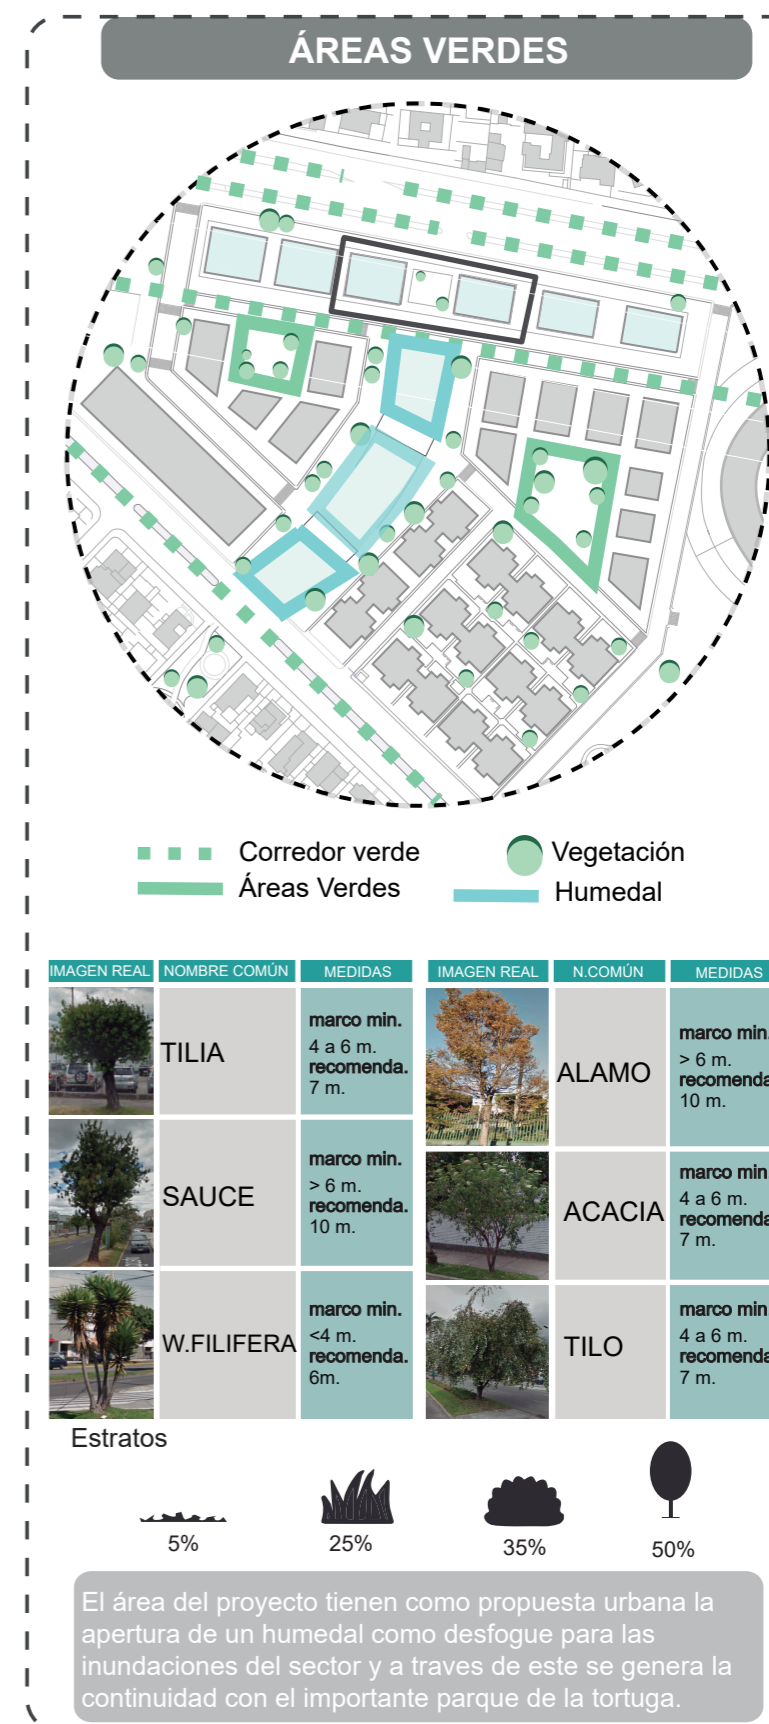 ÁREAS VERDES
Corredor verde
Vegetación
Áreas Verdes
Humedal
IMAGEN REAL NOMBRE COMÚN MEDIDAS
TILIA
marco min.
4 a 6 m.
recomenda.
7 m.
SAUCE
marco min.
> 6 m.
recomenda.
10 m.
W.FILIFERA
marco min.
<4 m.
recomenda.
6m.
IMAGEN REAL N.COMÚN MEDIDAS
ALAMO
marco min.
> 6 m.
recomenda
10 m.
ACACIA
marco min
4 a 6 m.
recomenda
7 m.
TILO
marco min
4 a 6 m.
recomenda
7 m.
Estratos
5% 25% 35% 50%
El área del proyecto tienen como propuesta urbana la
apertura de un humedal como desfogue para las
inundaciones del sector y a traves de este se genera la
continuidad con el importante parque de la tortuga.